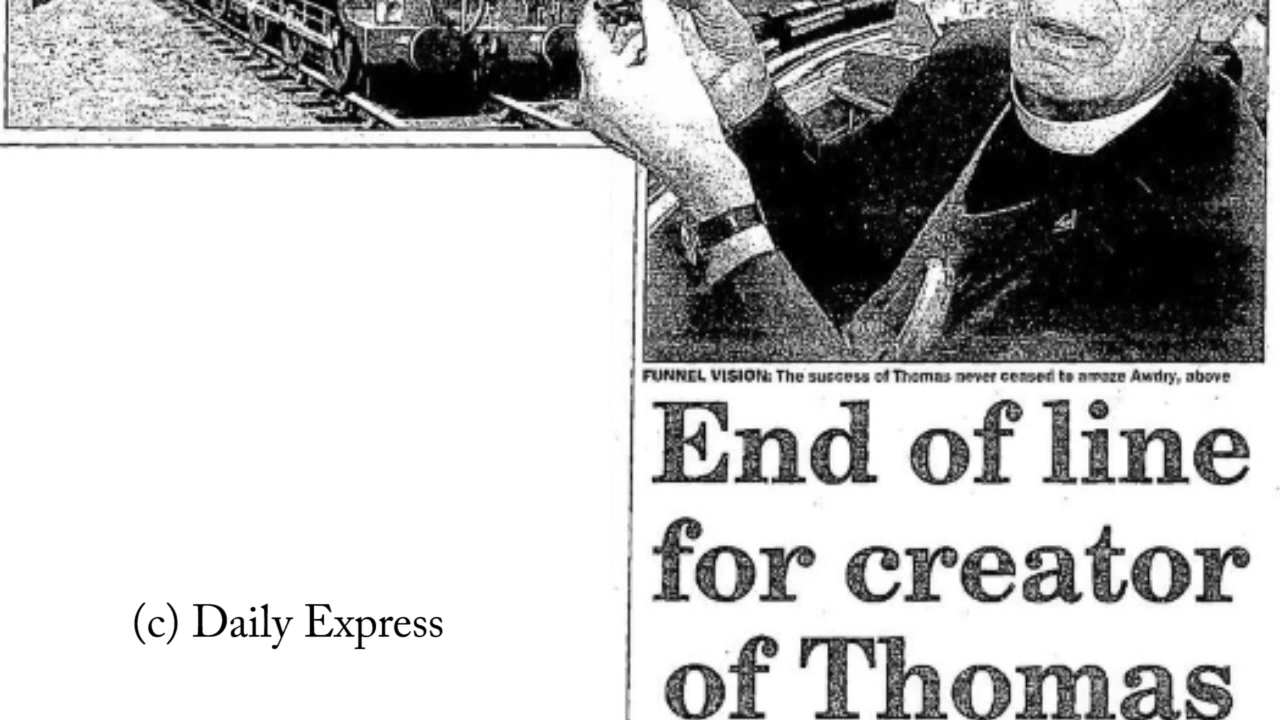 FUNNEL VISION: The success of Thomas never ceased to amaze Awdry, above
End of line
for creator
of Thomas
(c) Daily Express